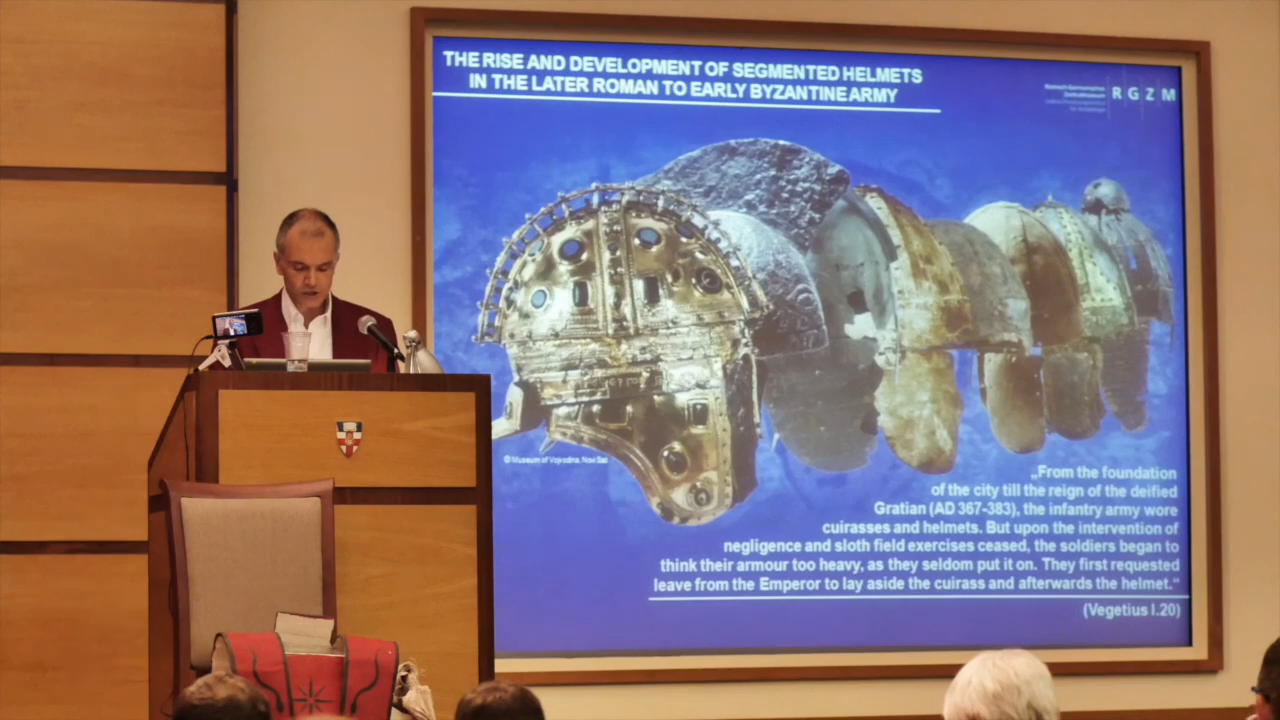 THE RISE AND DEVELOPMENT OF SEGMENTED HELMETS
IN THE LATER ROMAN TO EARLY BYZANTINE ARMY
Römisch-Germanisches
Zentralmuseum
RGZM
© Museum of Vojvodina, Novi Sad
„From the foundation
of the city till the reign of the deified
Gratian (AD 367-383), the infantry army wore
cuirasses and helmets. But upon the intervention of
negligence and sloth field exercises ceased, the soldiers began to
think their armour too heavy, as they seldom put it on. They first requested
leave from the Emperor to lay aside the cuirass and afterwards the helmet.“
(Vegetius I.20)